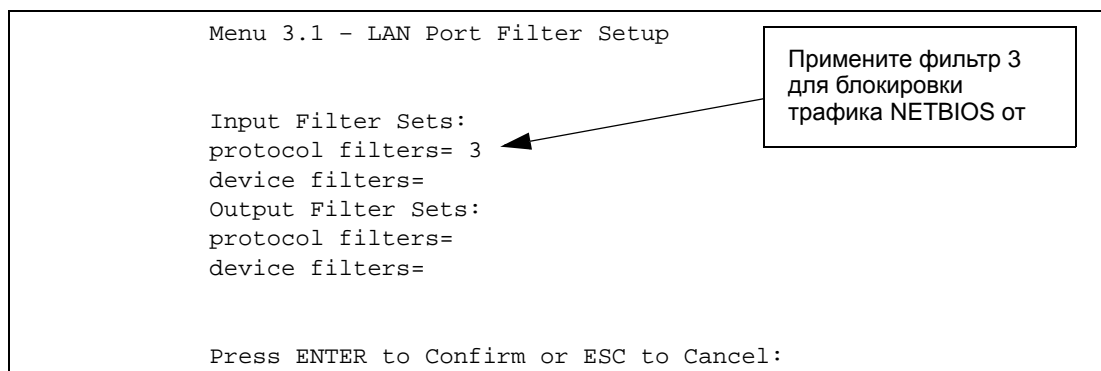 Menu 3.1 – LAN Port Filter Setup
Примените фильтр 3
для блокировки
трафика NETBIOS от
Input Filter Sets:
protocol filters= 3
device filters=
Output Filter Sets:
protocol filters=
device filters=
Press ENTER to Confirm or ESC to Cancel: